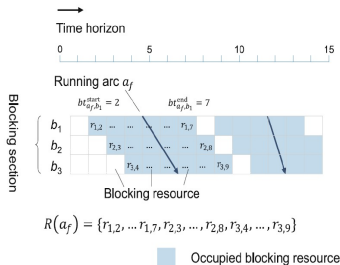 Time horizon
0 5 10 15
Running arc a_f
bt^start_{a_f,b_1} = 2 bt^end_{a_f,b_1} = 7
Blocking section
b_1 r_{1,2} ... ... ... ... r_{1,7}
b_2 r_{2,3} ... ... ... ... r_{2,8}
b_3 r_{3,4} ... ... ... ... r_{3,9}
Blocking resource
R(a_f) = {r_{1,2}, ... r_{1,7}, r_{2,3}, ... , r_{2,8}, r_{3,4}, ... , r_{3,9}}
Occupied blocking resource